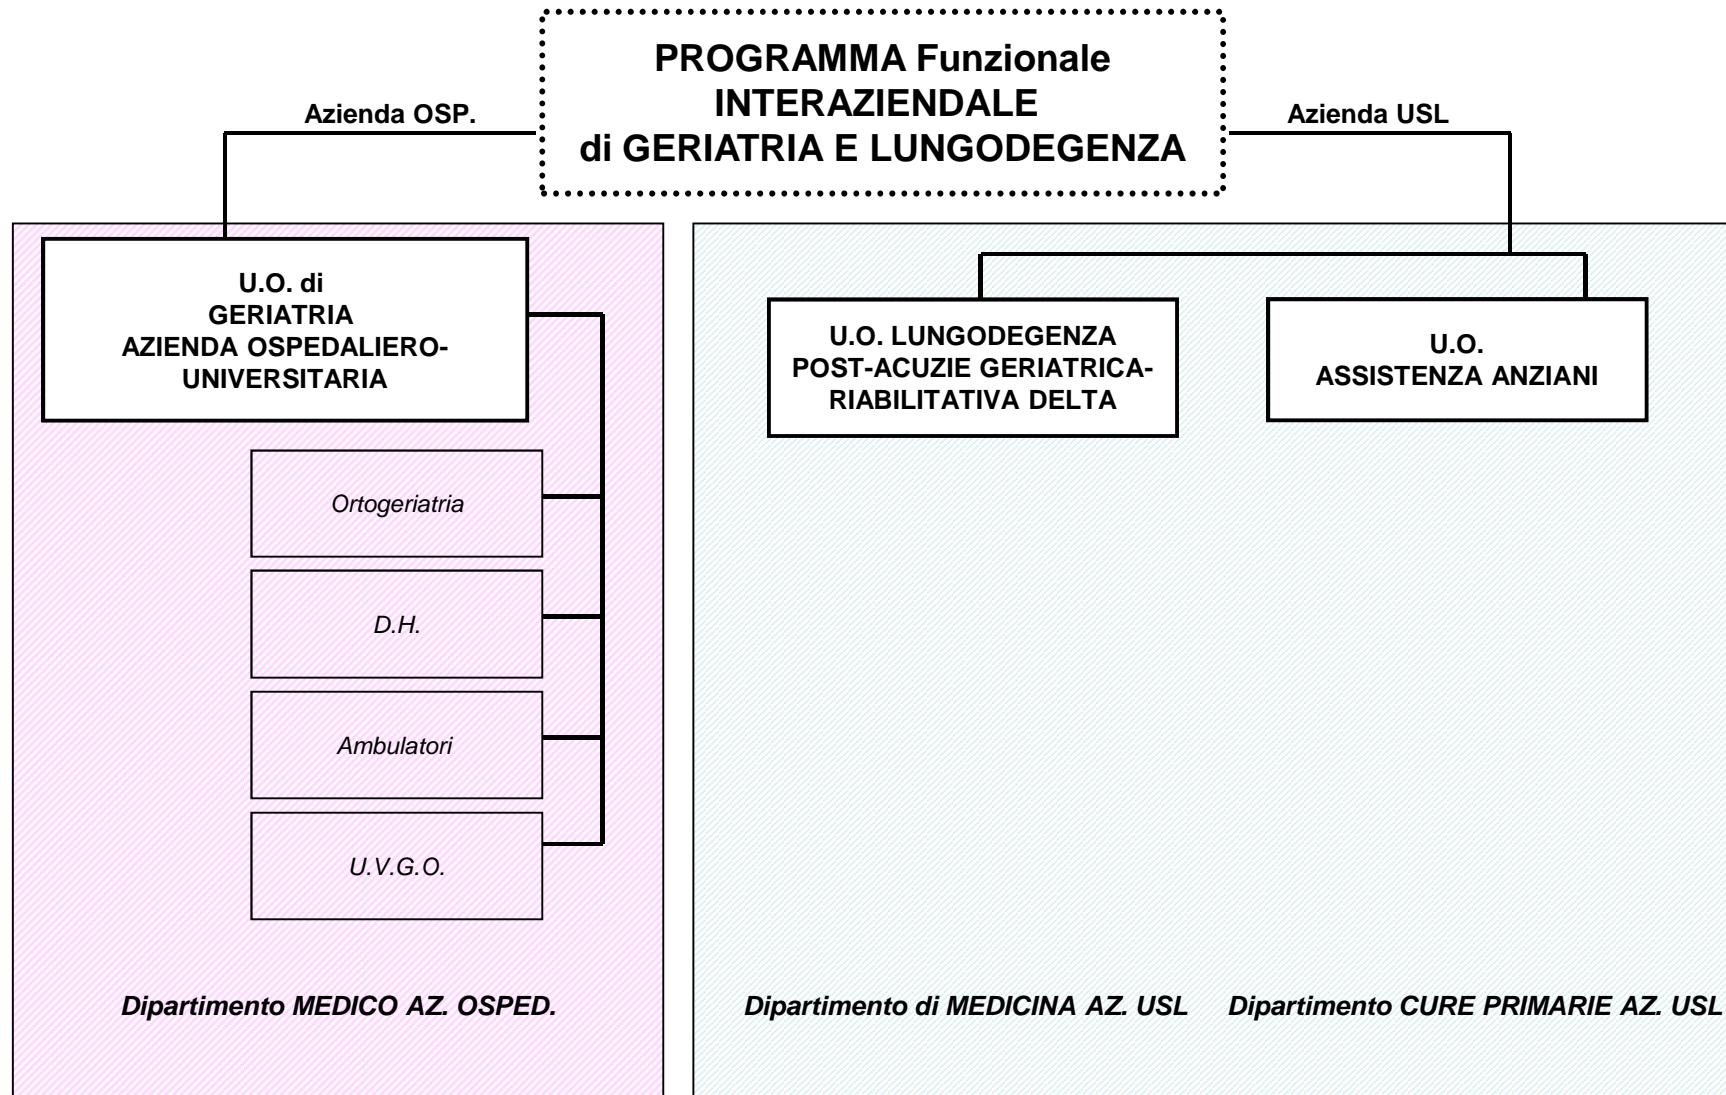 PROGRAMMA Funzionale
INTERAZIENDALE
di GERIATRIA E LUNGODEGENZA
Azienda OSP.
Azienda USL
U.O. di
GERIATRIA
AZIENDA OSPEDALIERO-
UNIVERSITARIA
U.O. LUNGODEGENZA
POST-ACUZIE GERIATRICA-
RIABILITATIVA DELTA
U.O.
ASSISTENZA ANZIANI
Ortogeriatria
D.H.
Ambulatori
U.V.G.O.
Dipartimento MEDICO AZ. OSPED.
Dipartimento di MEDICINA AZ. USL
Dipartimento CURE PRIMARIE AZ. USL